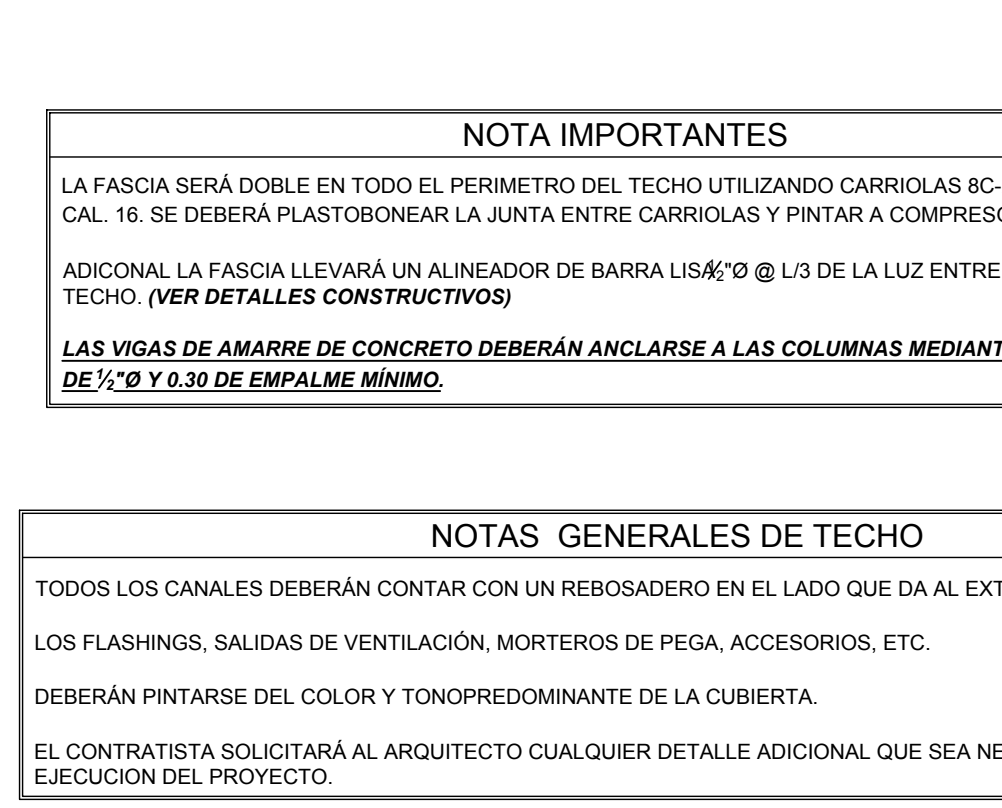 NOTA IMPORTANTES
LA FASCIA SERÁ DOBLE EN TODO EL PERIMETRO DEL TECHO UTILIZANDO CARRIOLAS 8C-
CAL. 16. SE DEBERÁ PLASTOBONEAR LA JUNTA ENTRE CARRIOLAS Y PINTAR A
ADICONAL LA FASCIA LLEVARÁ UN ALINEADOR DE BARRA LISA ½"Ø @ L/3 DE LA LUZ ENTRE
TECHO. (VER DETALLES CONSTRUCTIVOS)
LAS VIGAS DE AMARRE DE CONCRETO DEBERÁN ANCLARSE A LAS COLUMNAS
DE ½"Ø Y 0.30 DE EMPALME MÍNIMO.
NOTAS GENERALES DE TECHO
TODOS LOS CANALES DEBERÁN CONTAR CON UN REBOSADERO EN EL LADO QUE DA AL
LOS FLASHINGS, SALIDAS DE VENTILACIÓN, MORTEROS DE PEGA, ACCESORIOS, ETC.
DEBERÁN PINTARSE DEL COLOR Y TONOPREDOMINANTE DE LA CUBIERTA.
EL CONTRATISTA SOLICITARÁ AL ARQUITECTO CUALQUIER DETALLE ADICIONAL QUE SEA
EJECUCION DEL PROYECTO.